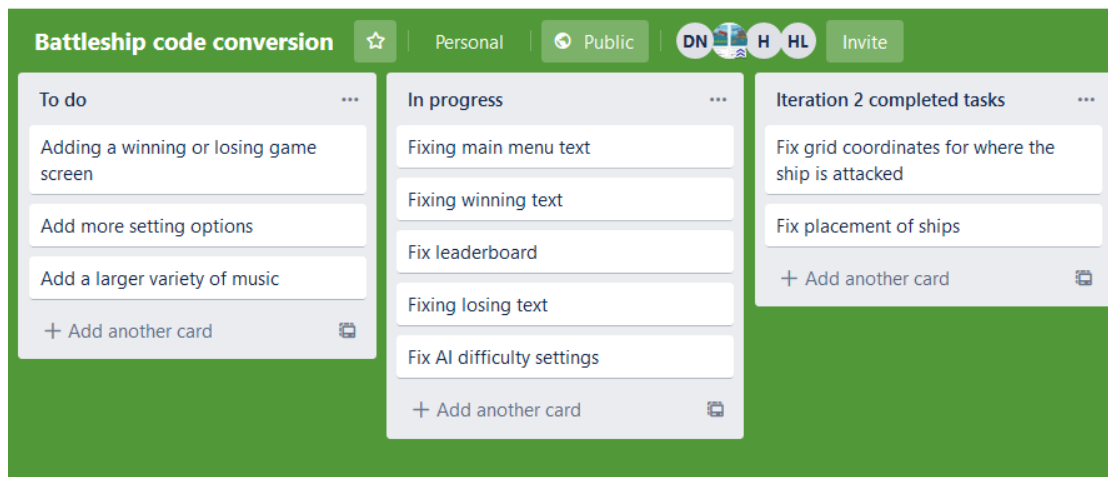 Battleship code conversion Personal Public DN H HL Invite
To do
Adding a winning or losing game
screen
Add more setting options
Add a larger variety of music
+ Add another card
In progress
Fixing main menu text
Fixing winning text
Fix leaderboard
Fixing losing text
Fix AI difficulty settings
+ Add another card
Iteration 2 completed tasks
Fix grid coordinates for where the
ship is attacked
Fix placement of ships
+ Add another card